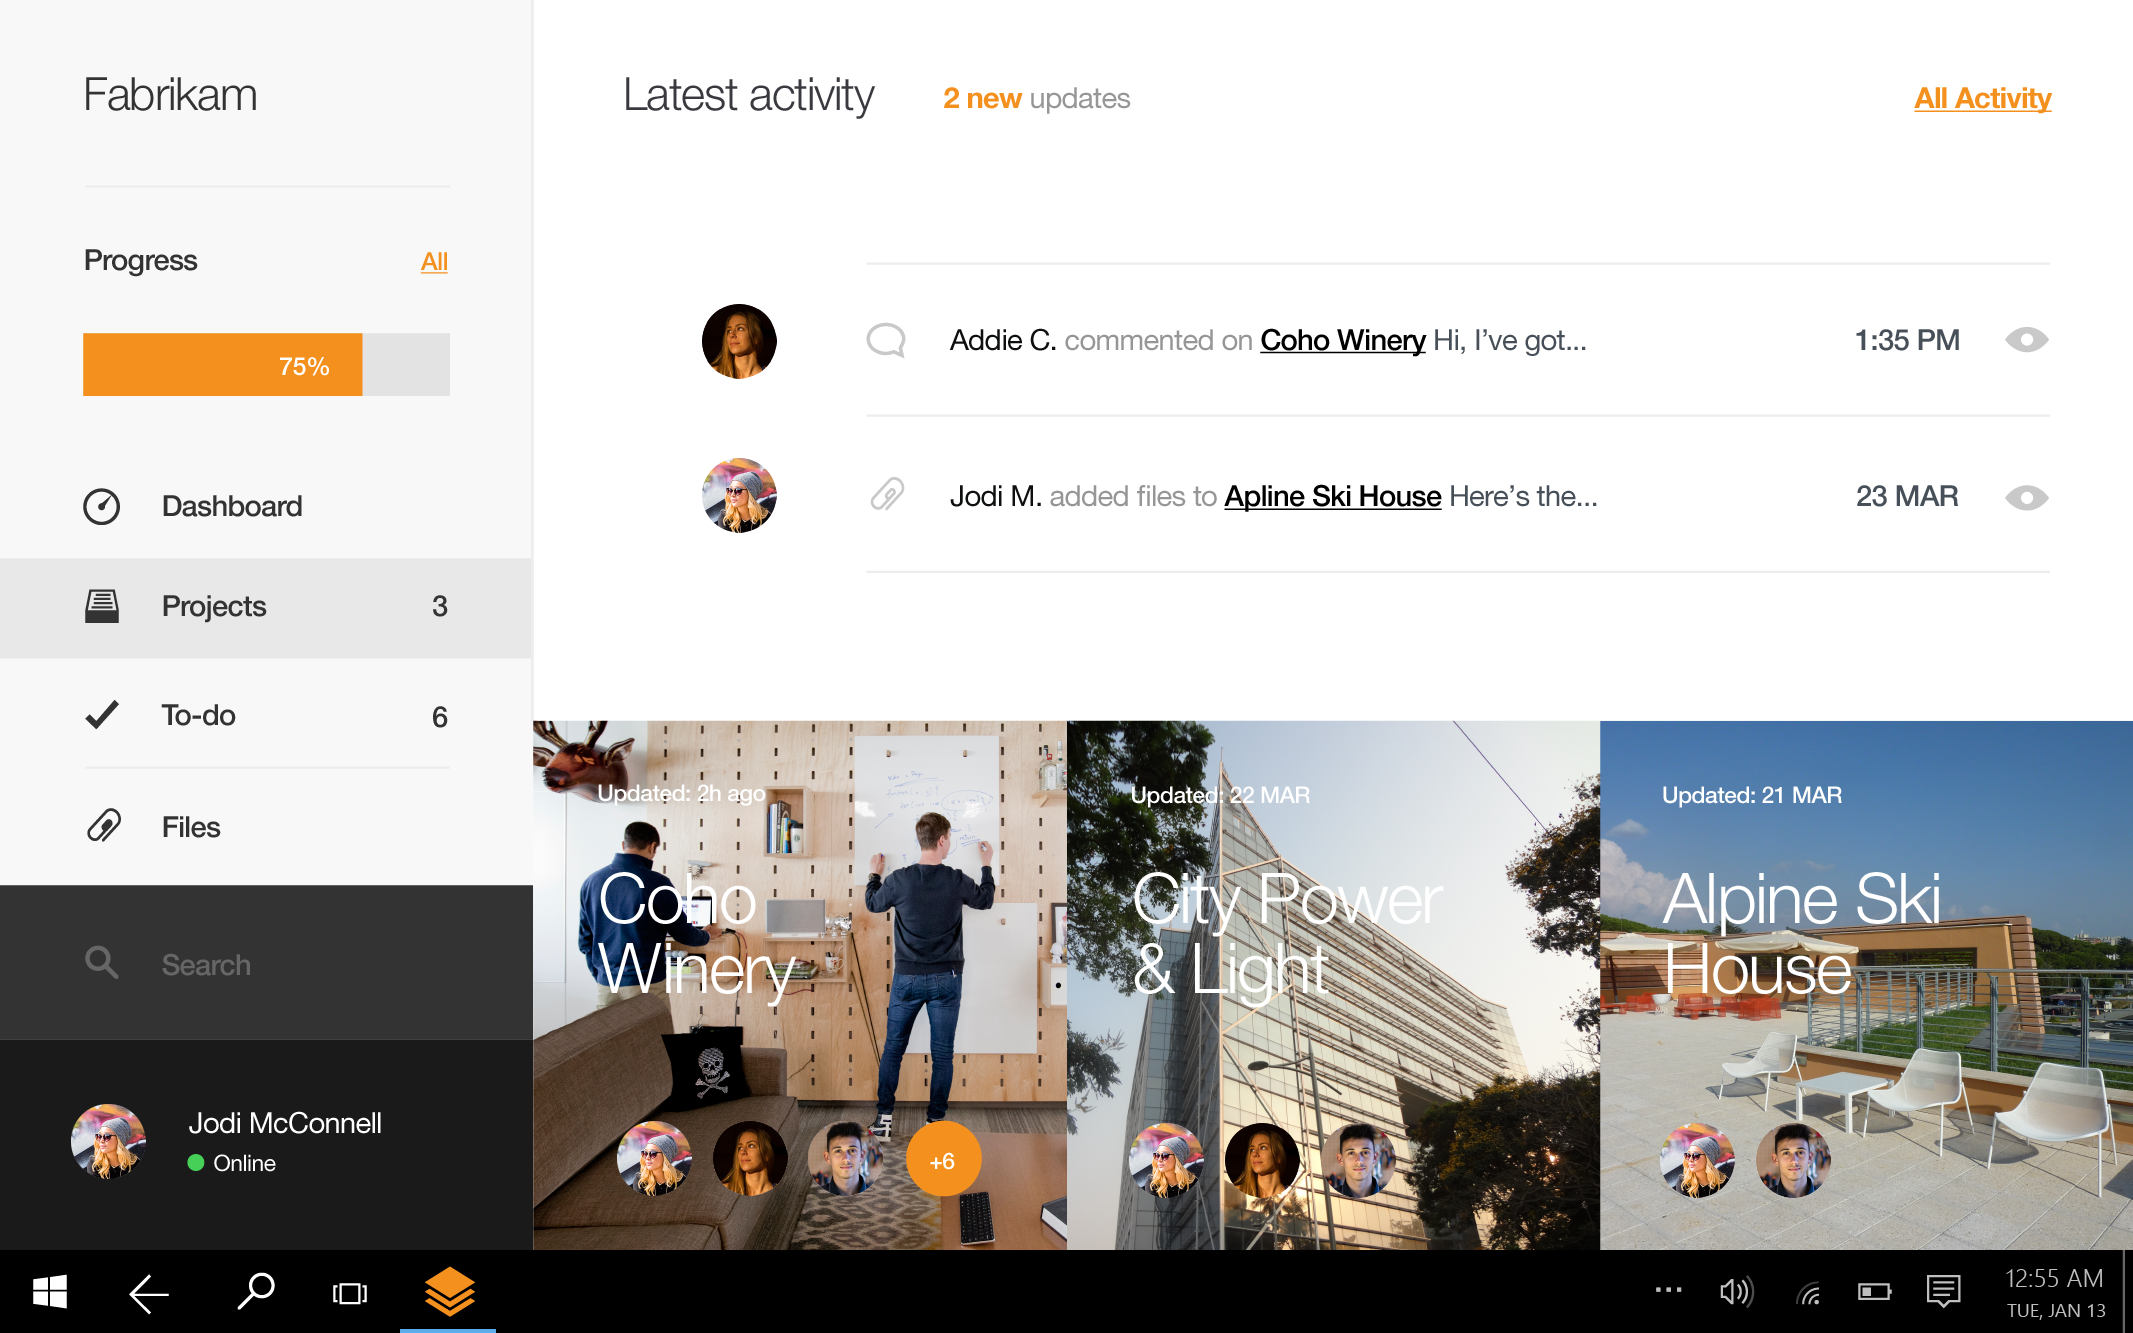 Fabrikam
Progress All
75%
Dashboard
Projects 3
To-do 6
Files
Search
Jodi McConnell
Online
Latest activity 2 new updates All Activity
Addie C. commented on Coho Winery Hi, I've got... 1:35 PM
Jodi M. added files to Apline Ski House Here's the... 23 MAR
Updated: 2h ago
Coho
Winery
+6
Updated: 22 MAR
City Power
& Light
Updated: 21 MAR
Alpine Ski
House
12:55 AM
TUE, JAN 13